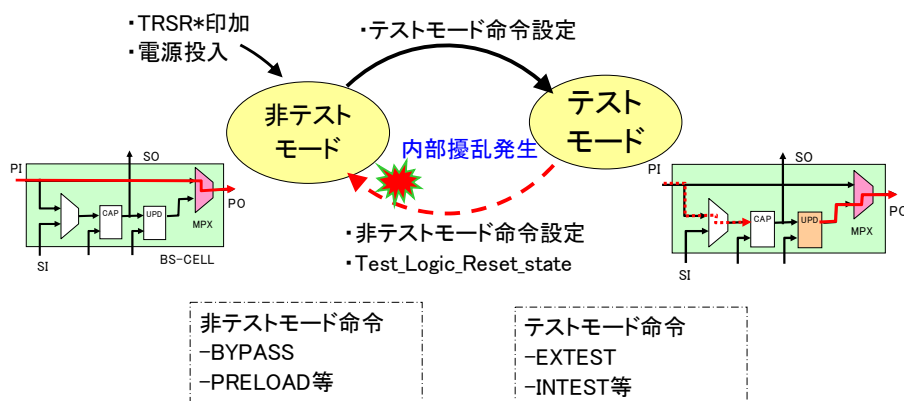 ・TRSR*印加
・電源投入
・テストモード命令設定
非テスト
モード
テスト
モード
内部擾乱発生
・非テストモード命令設定
・Test_Logic_Reset_state
PI
SO
PO
CAP
UPD
MPX
SI
BS-CELL
PI
SO
PO
CAP
UPD
MPX
SI
非テストモード命令
-BYPASS
-PRELOAD等
テストモード命令
-EXTEST
-INTEST等